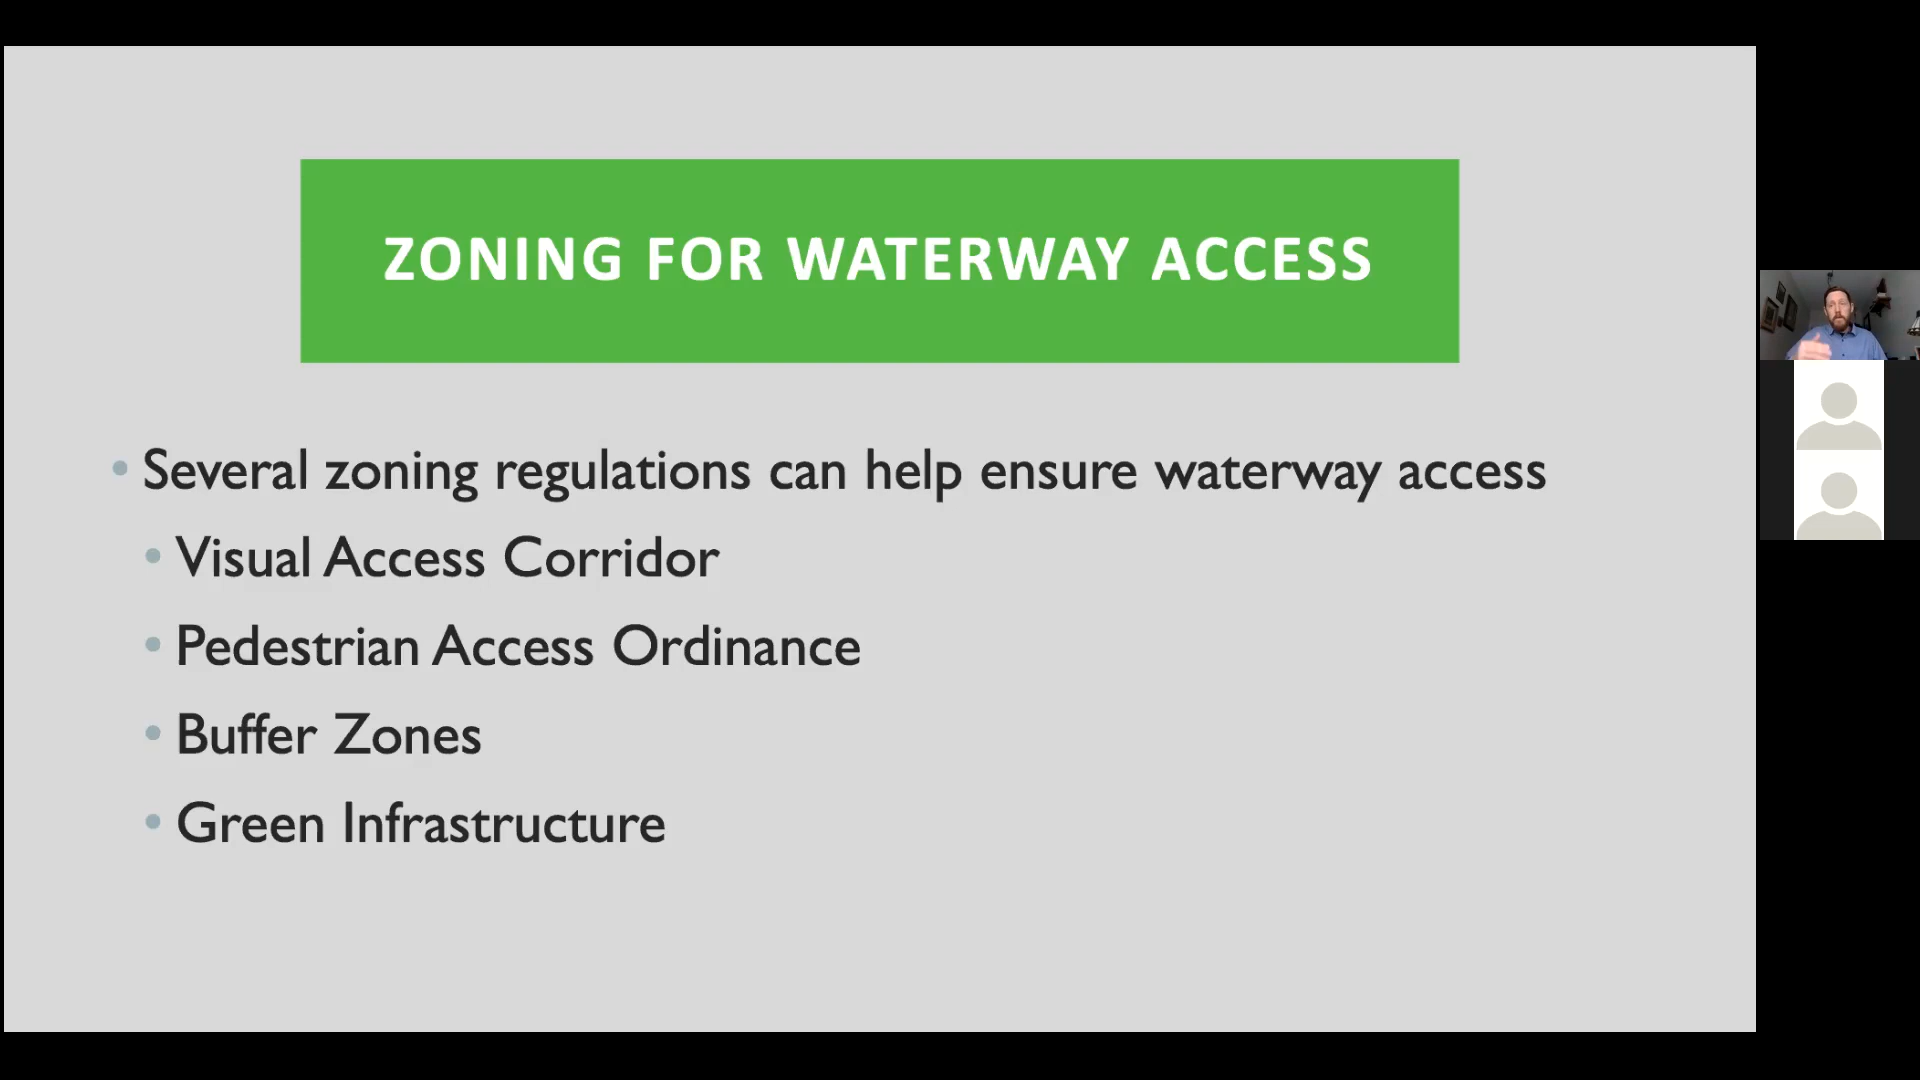 ZONING FOR WATERWAY ACCESS
• Several zoning regulations can help ensure waterway access
• Visual Access Corridor
• Pedestrian Access Ordinance
• Buffer Zones
• Green Infrastructure